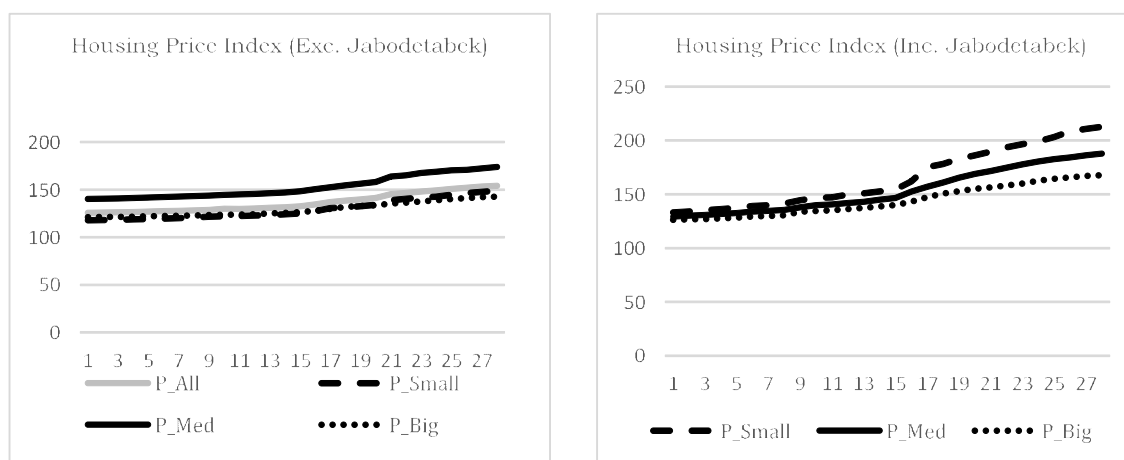 Housing Price Index (Exc. Jabodetabek)
200
150
100
50
0
1 3 5 7 9 11 13 15 17 19 21 23 25 27
P_All P_Small
P_Med P_Big
Housing Price Index (Inc. Jabodetabek)
250
200
150
100
50
0
1 3 5 7 9 11 13 15 17 19 21 23 25 27
P_Small P_Med P_Big